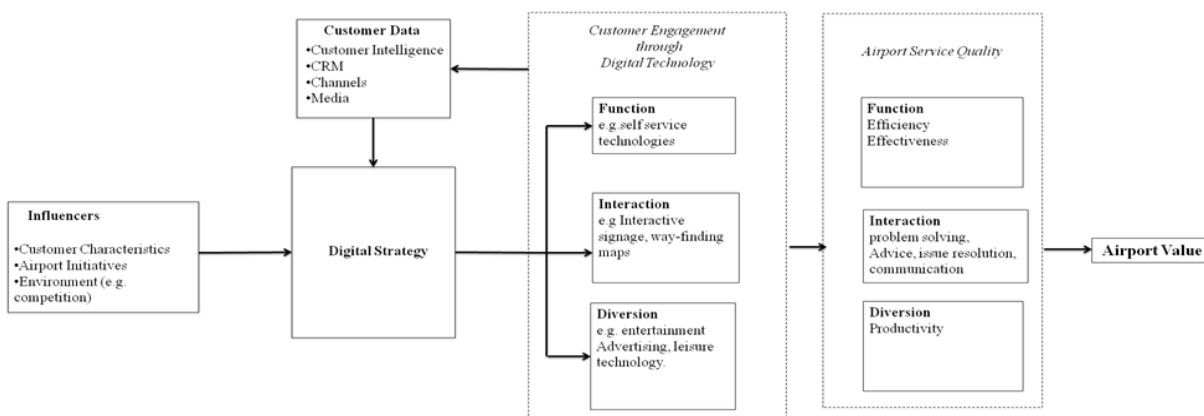 Customer Data
•Customer Intelligence
•CRM
•Channels
•Media
Influencers
•Customer Characteristics
•Airport Initiatives
•Environment (e.g.
competition)
Digital Strategy
Customer Engagement
through
Digital Technology
Function
e.g.self service
technologies
Interaction
e.g Interactive
signage, way-finding
maps
Diversion
e.g. entertainment
Advertising, leisure
technology.
Airport Service Quality
Function
Efficiency
Effectiveness
Interaction
problem solving,
Advice, issue resolution,
communication
Diversion
Productivity
Airport Value